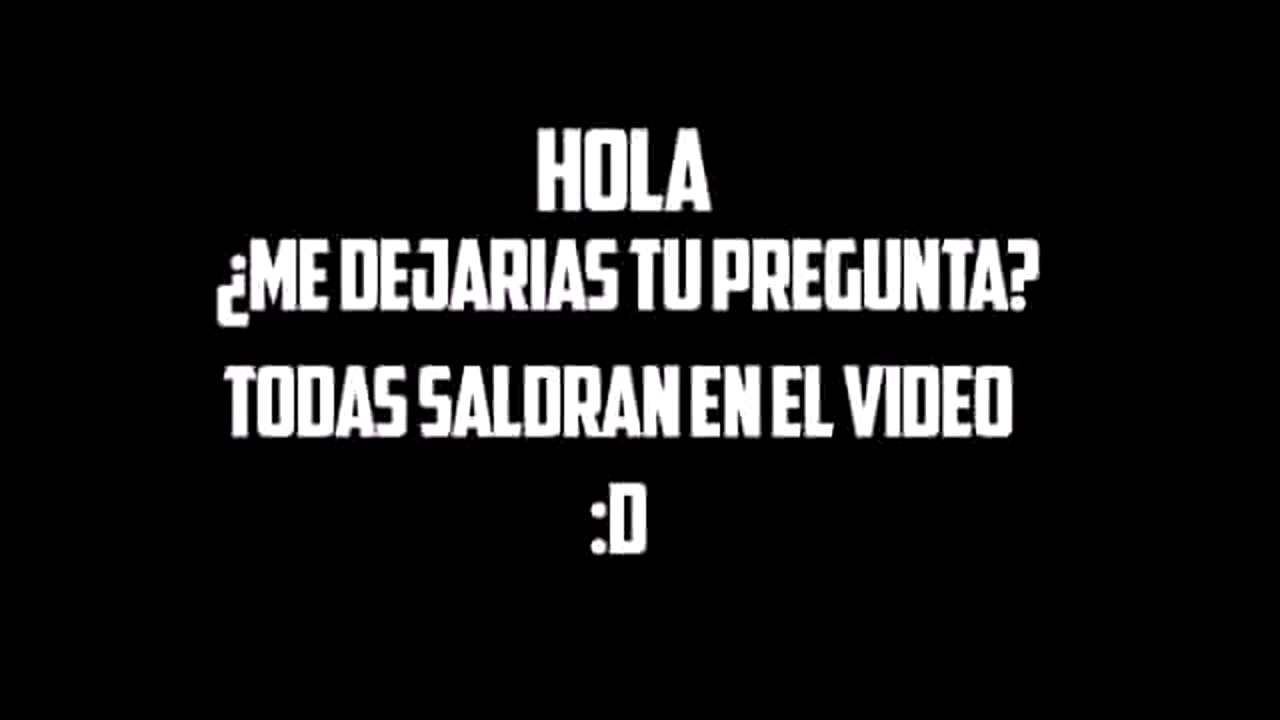 HOLA
¿ME DEJARIAS TU PREGUNTA?
TODAS SALDRAN EN EL VIDEO
:D